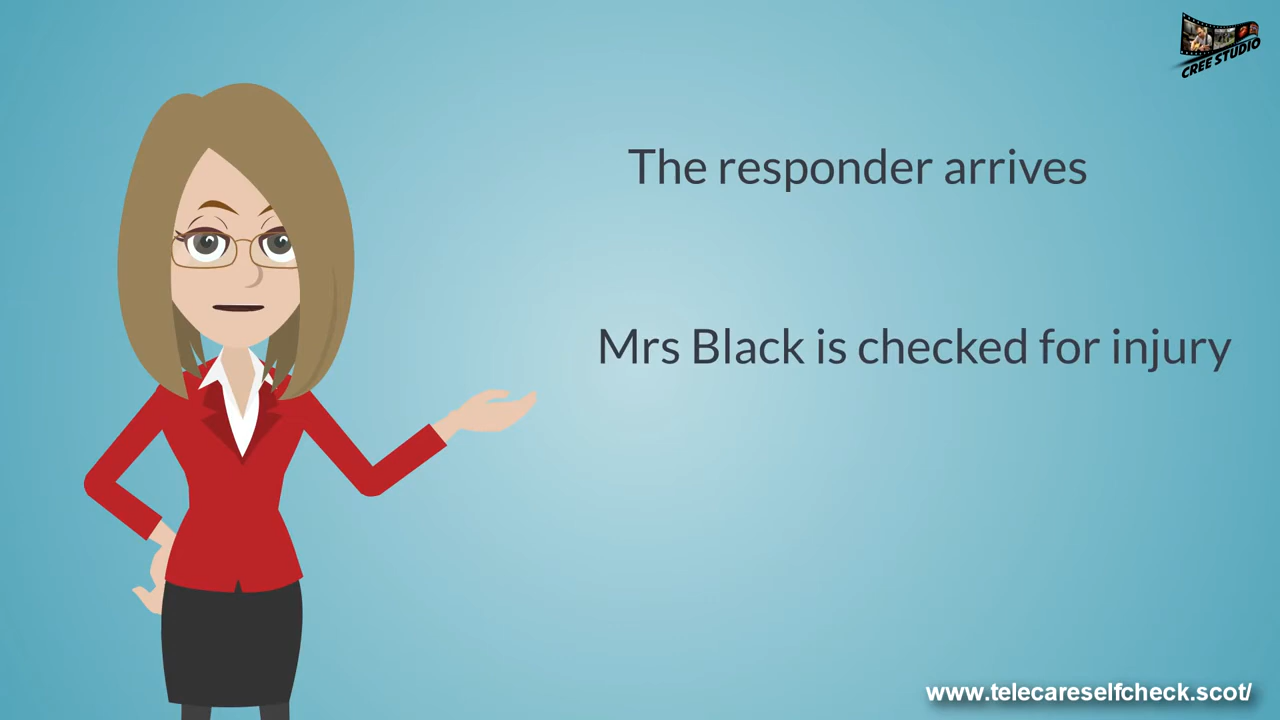 CREE STUDIO
The responder arrives
Mrs Black is checked for injury
www.telecareselfcheck.scot/